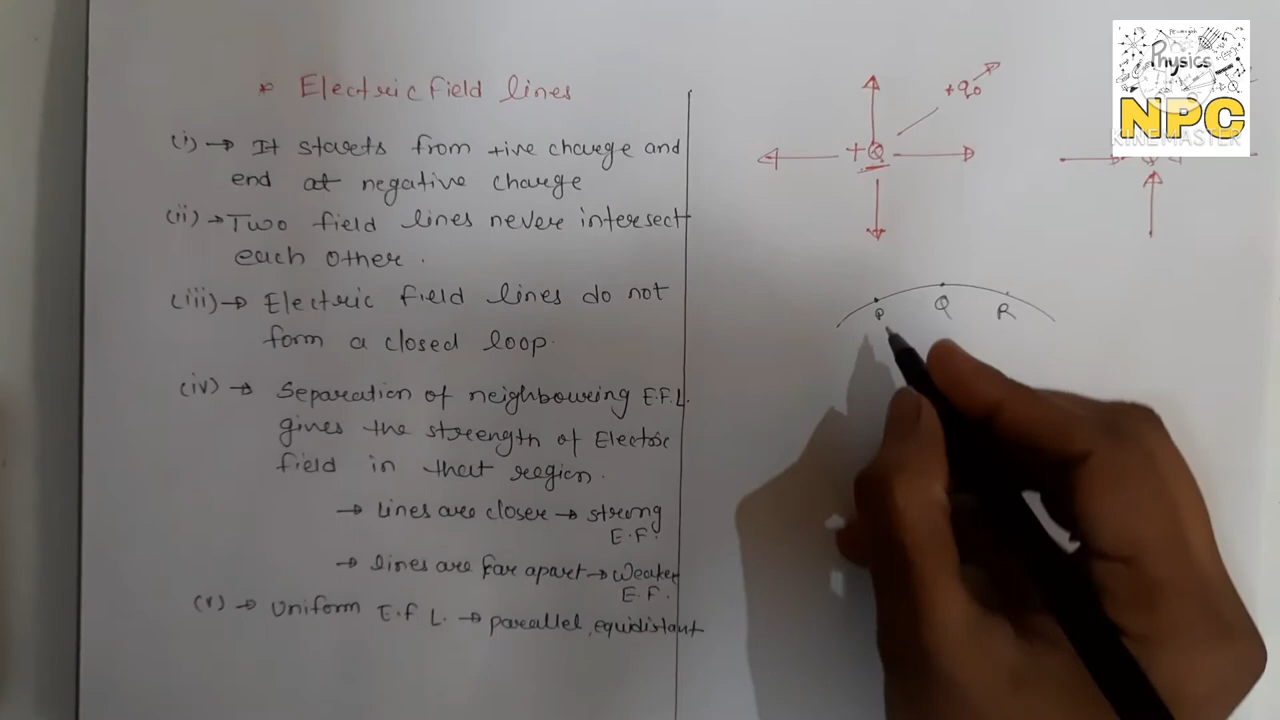 * Electric field lines
(i) → It starts from +ive charge and
end at negative charge
(ii) → Two field lines never intersect
each other.
(iii) → Electric field lines do not
form a closed loop.
(iv) → Separation of neighbouring E.F.L.
gives the strength of Electric
field in that region.
→ Lines are closer → strong
E.F.
→ lines are far apart → Weaker
E.F.
(v) → Uniform E.F L. → parallel, equidistant
+q₀
+Q
P
Q
R
Physics
NPC
KINEMASTER